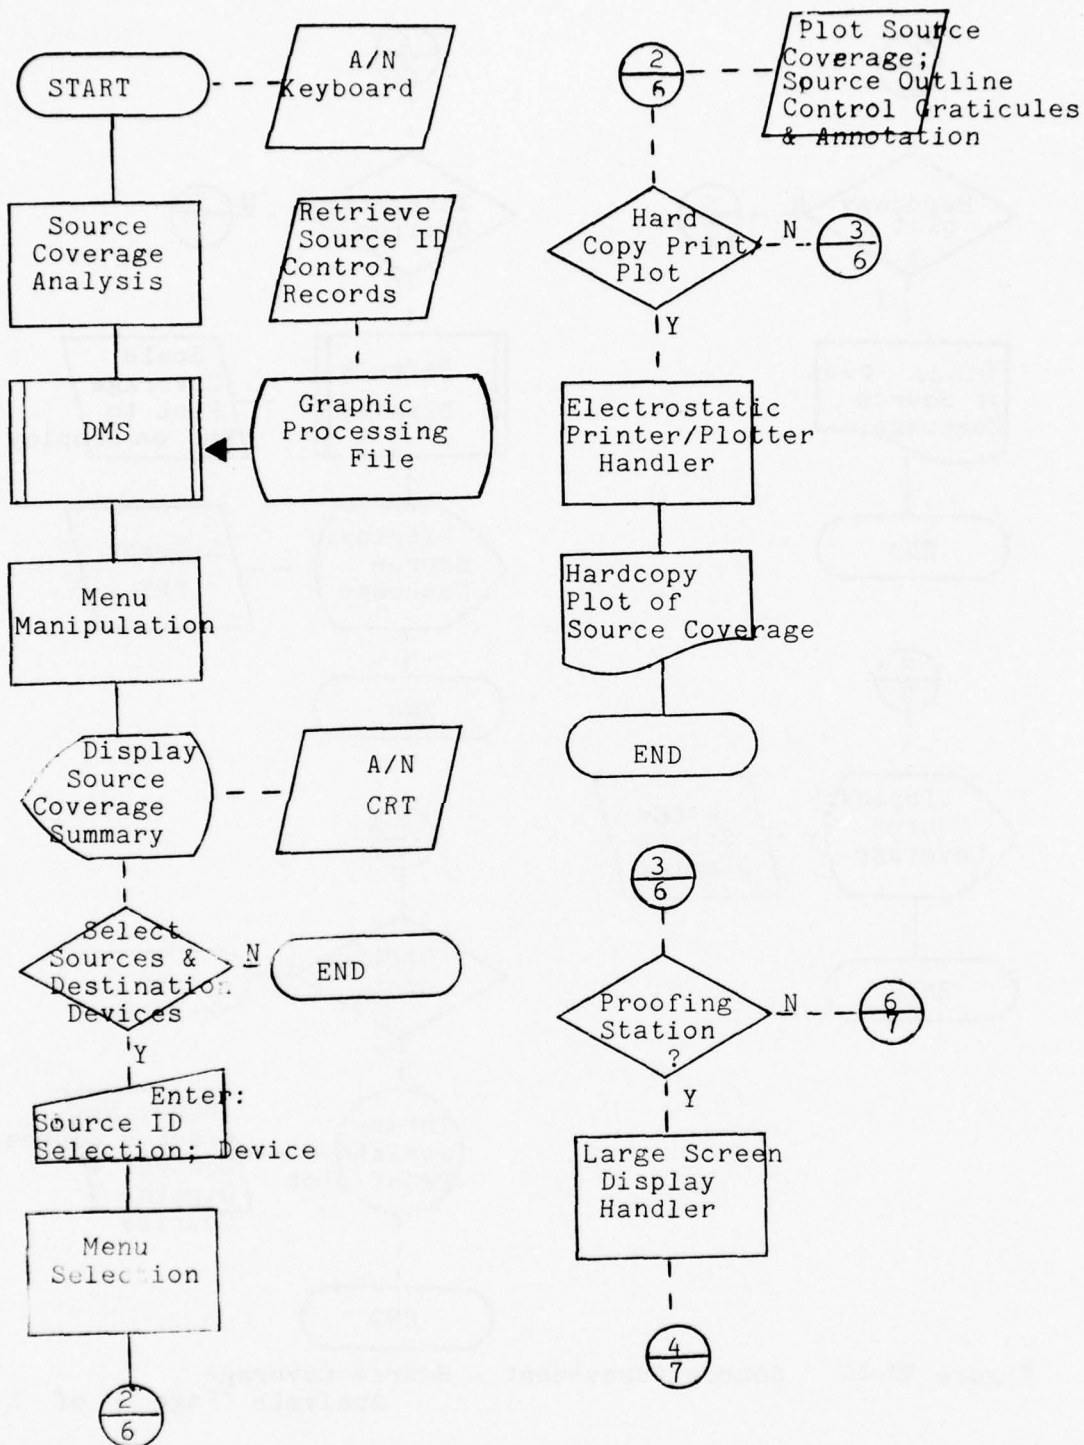 START
A/N
Keyboard
Source
Coverage
Analysis
Retrieve
Source ID
Control
Records
DMS
Graphic
Processing
File
Menu
Manipulation
Display
Source
Coverage
Summary
A/N
CRT
Select
Sources &
Destination
Devices
N
END
Y
Enter:
Source ID
Selection; Device
Menu
Selection
2
6
2
6
Plot Source
Coverage;
Source Outline
Control Graticules
& Annotation
Hard
Copy Print/
Plot
N
3
6
Y
Electrostatic
Printer/Plotter
Handler
Hardcopy
Plot of
Source Coverage
END
3
6
Proofing
Station
?
N
6
7
Y
Large Screen
Display
Handler
4
7